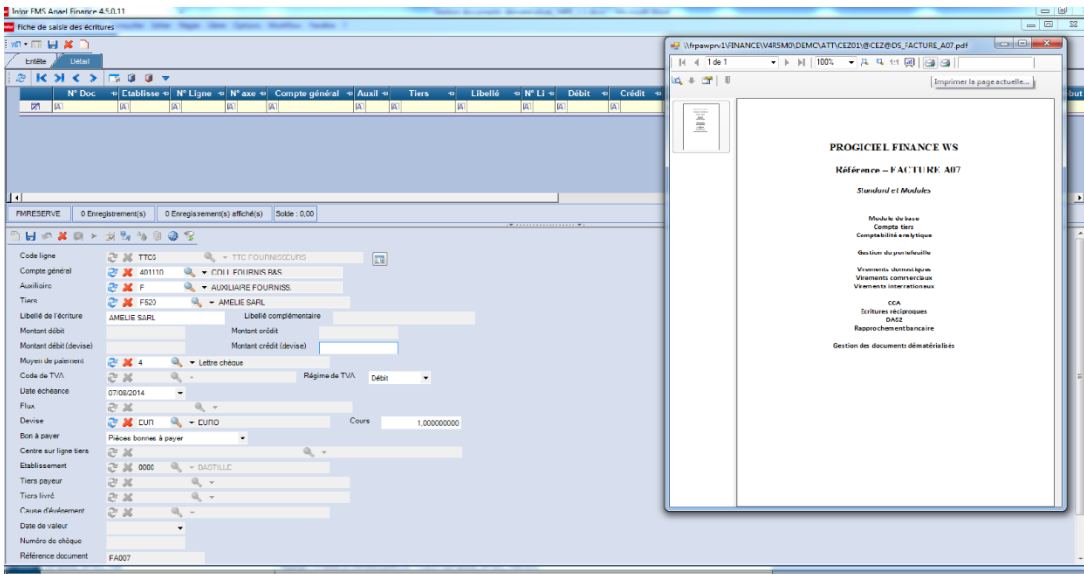 Infor FMS Anael Finance 4.5.0.11
Fiche de saisie des écritures
Entête Détail
N° Doc Etablisse N° Ligne N° axe Compte général Auxil Tiers Libellé N° Li Débit Crédit
FMRESERVE 0 Enregistrement(s) 0 Enregistrement(s) affiché(s) Solde : 0,00
Code ligne TTC6 TTC FOURNISSEURS
Compte général 401110 COLL FOURNIS B&S
Auxiliaire F AUXILIAIRE FOURNISS.
Tiers F520 AMELIE SARL
Libellé de l'écriture AMELIE SARL Libellé complémentaire
Montant débit Montant crédit
Montant débit (devise) Montant crédit (devise)
Moyen de paiement 4 Lettre chèque
Code de TVA Régime de TVA Débit
Date échéance 07/08/2014
Flux
Devise EUR EURO Cours 1,000000000
Bon à payer Pièces bonnes à payer
Centre sur ligne tiers
Etablissement 0000 BASTILLE
Tiers payeur
Tiers livré
Cause d'événement
Date de valeur
Numéro de chèque
Référence document FA007
\\frpawprv1\FINANCE\V4R5M0\DEMC\ATT\CEZ01\@CEZ@DS_FACTURE_A07.pdf
1 de 1 100%
Imprimer la page actuelle...
PROGICIEL FINANCE WS
Référence – FACTURE A07
Standard et Modules
Module de base
Compta tiers
Comptabilité analytique
Gestion du portefeuille
Virements domestiques
Virements commerciaux
Virements internationaux
CCA
Ecritures réciproques
DAS2
Rapprochement bancaire
Gestion des documents dématérialisés